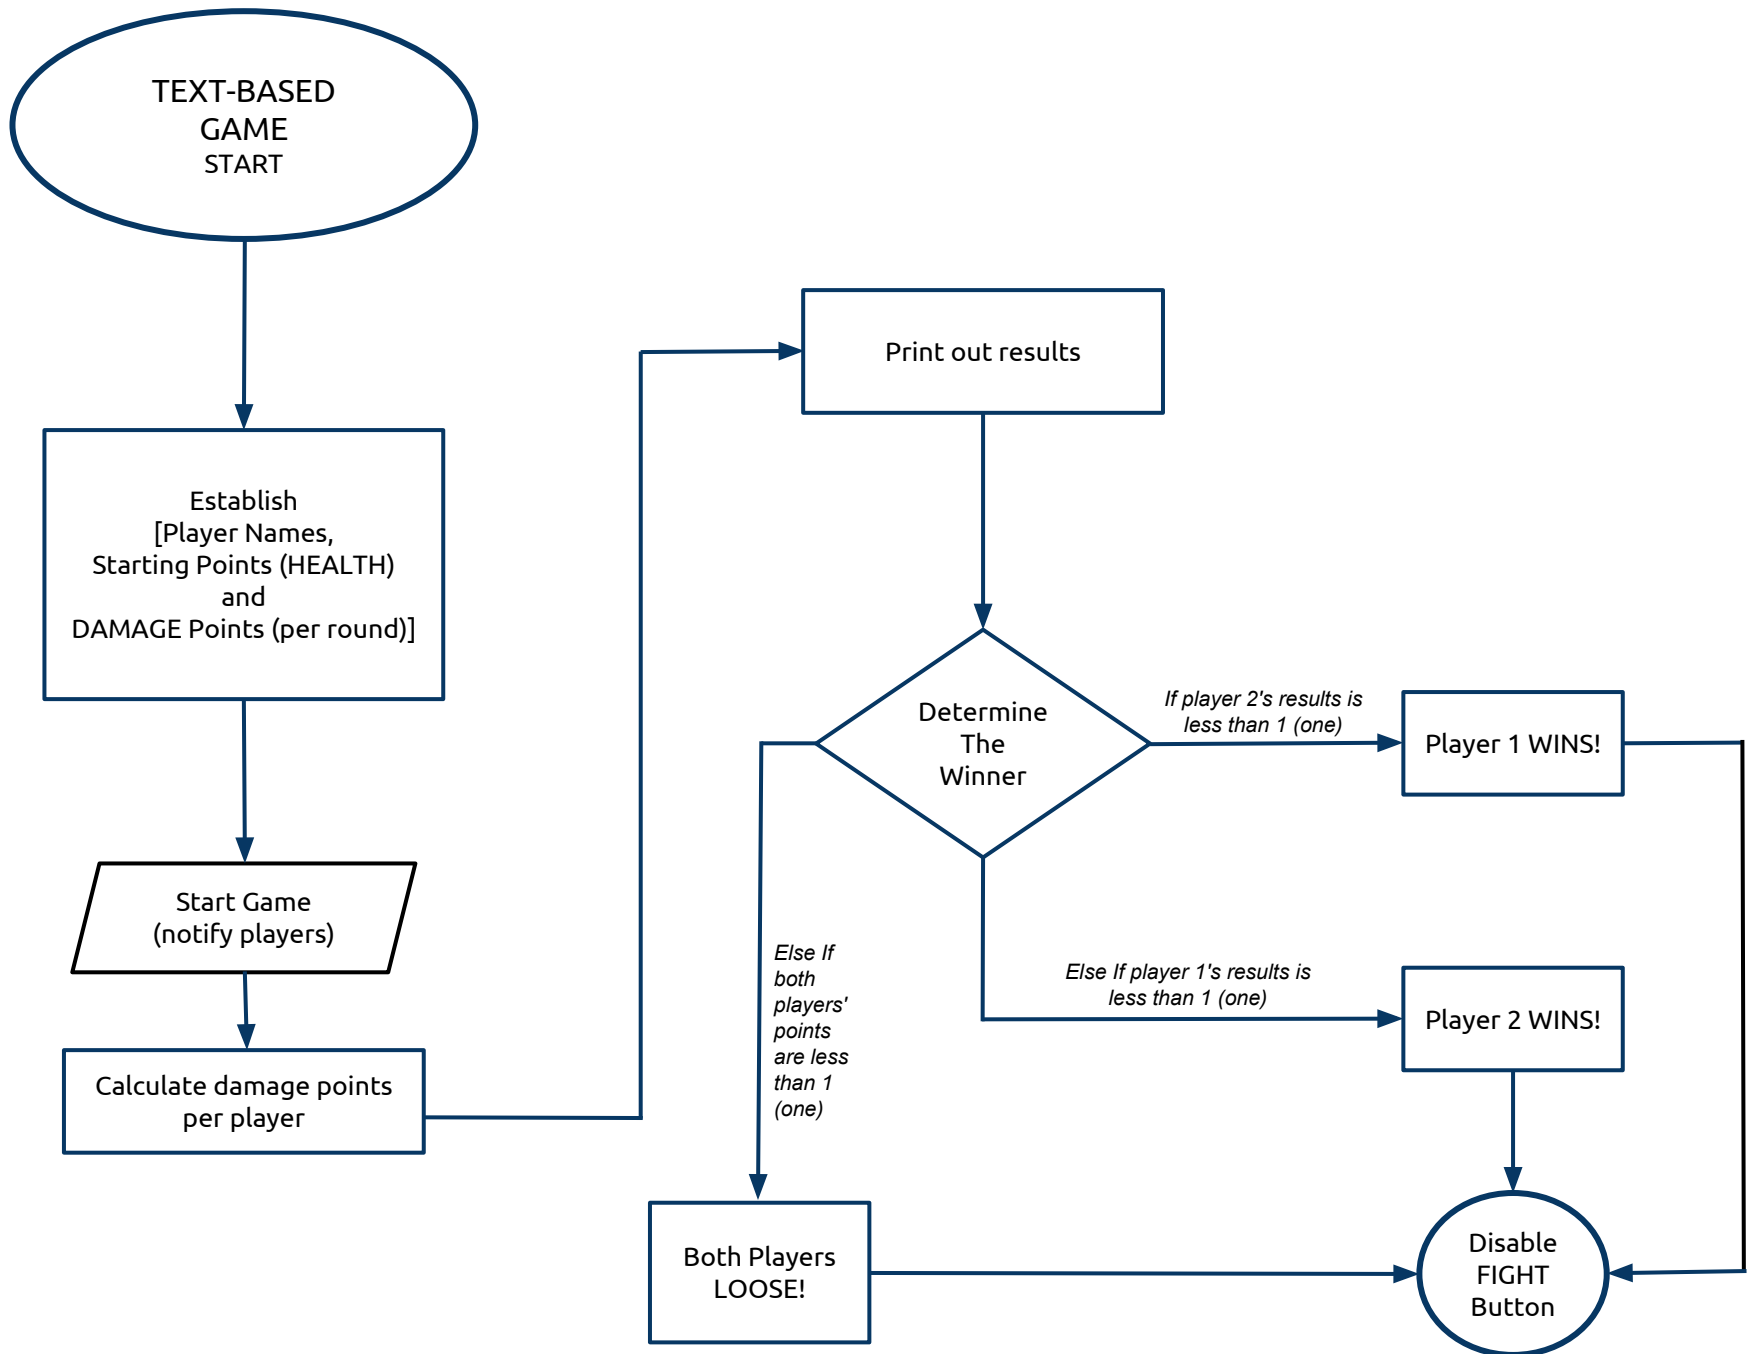 TEXT-BASED
GAME
START
Establish
[Player Names,
Starting Points (HEALTH)
and
DAMAGE Points (per round)]
Start Game
(notify players)
Calculate damage points
per player
Print out results
Determine
The
Winner
If player 2's results is
less than 1 (one)
Player 1 WINS!
Else If player 1's results is
less than 1 (one)
Player 2 WINS!
Else If
both
players'
points
are less
than 1
(one)
Both Players
LOOSE!
Disable
FIGHT
Button